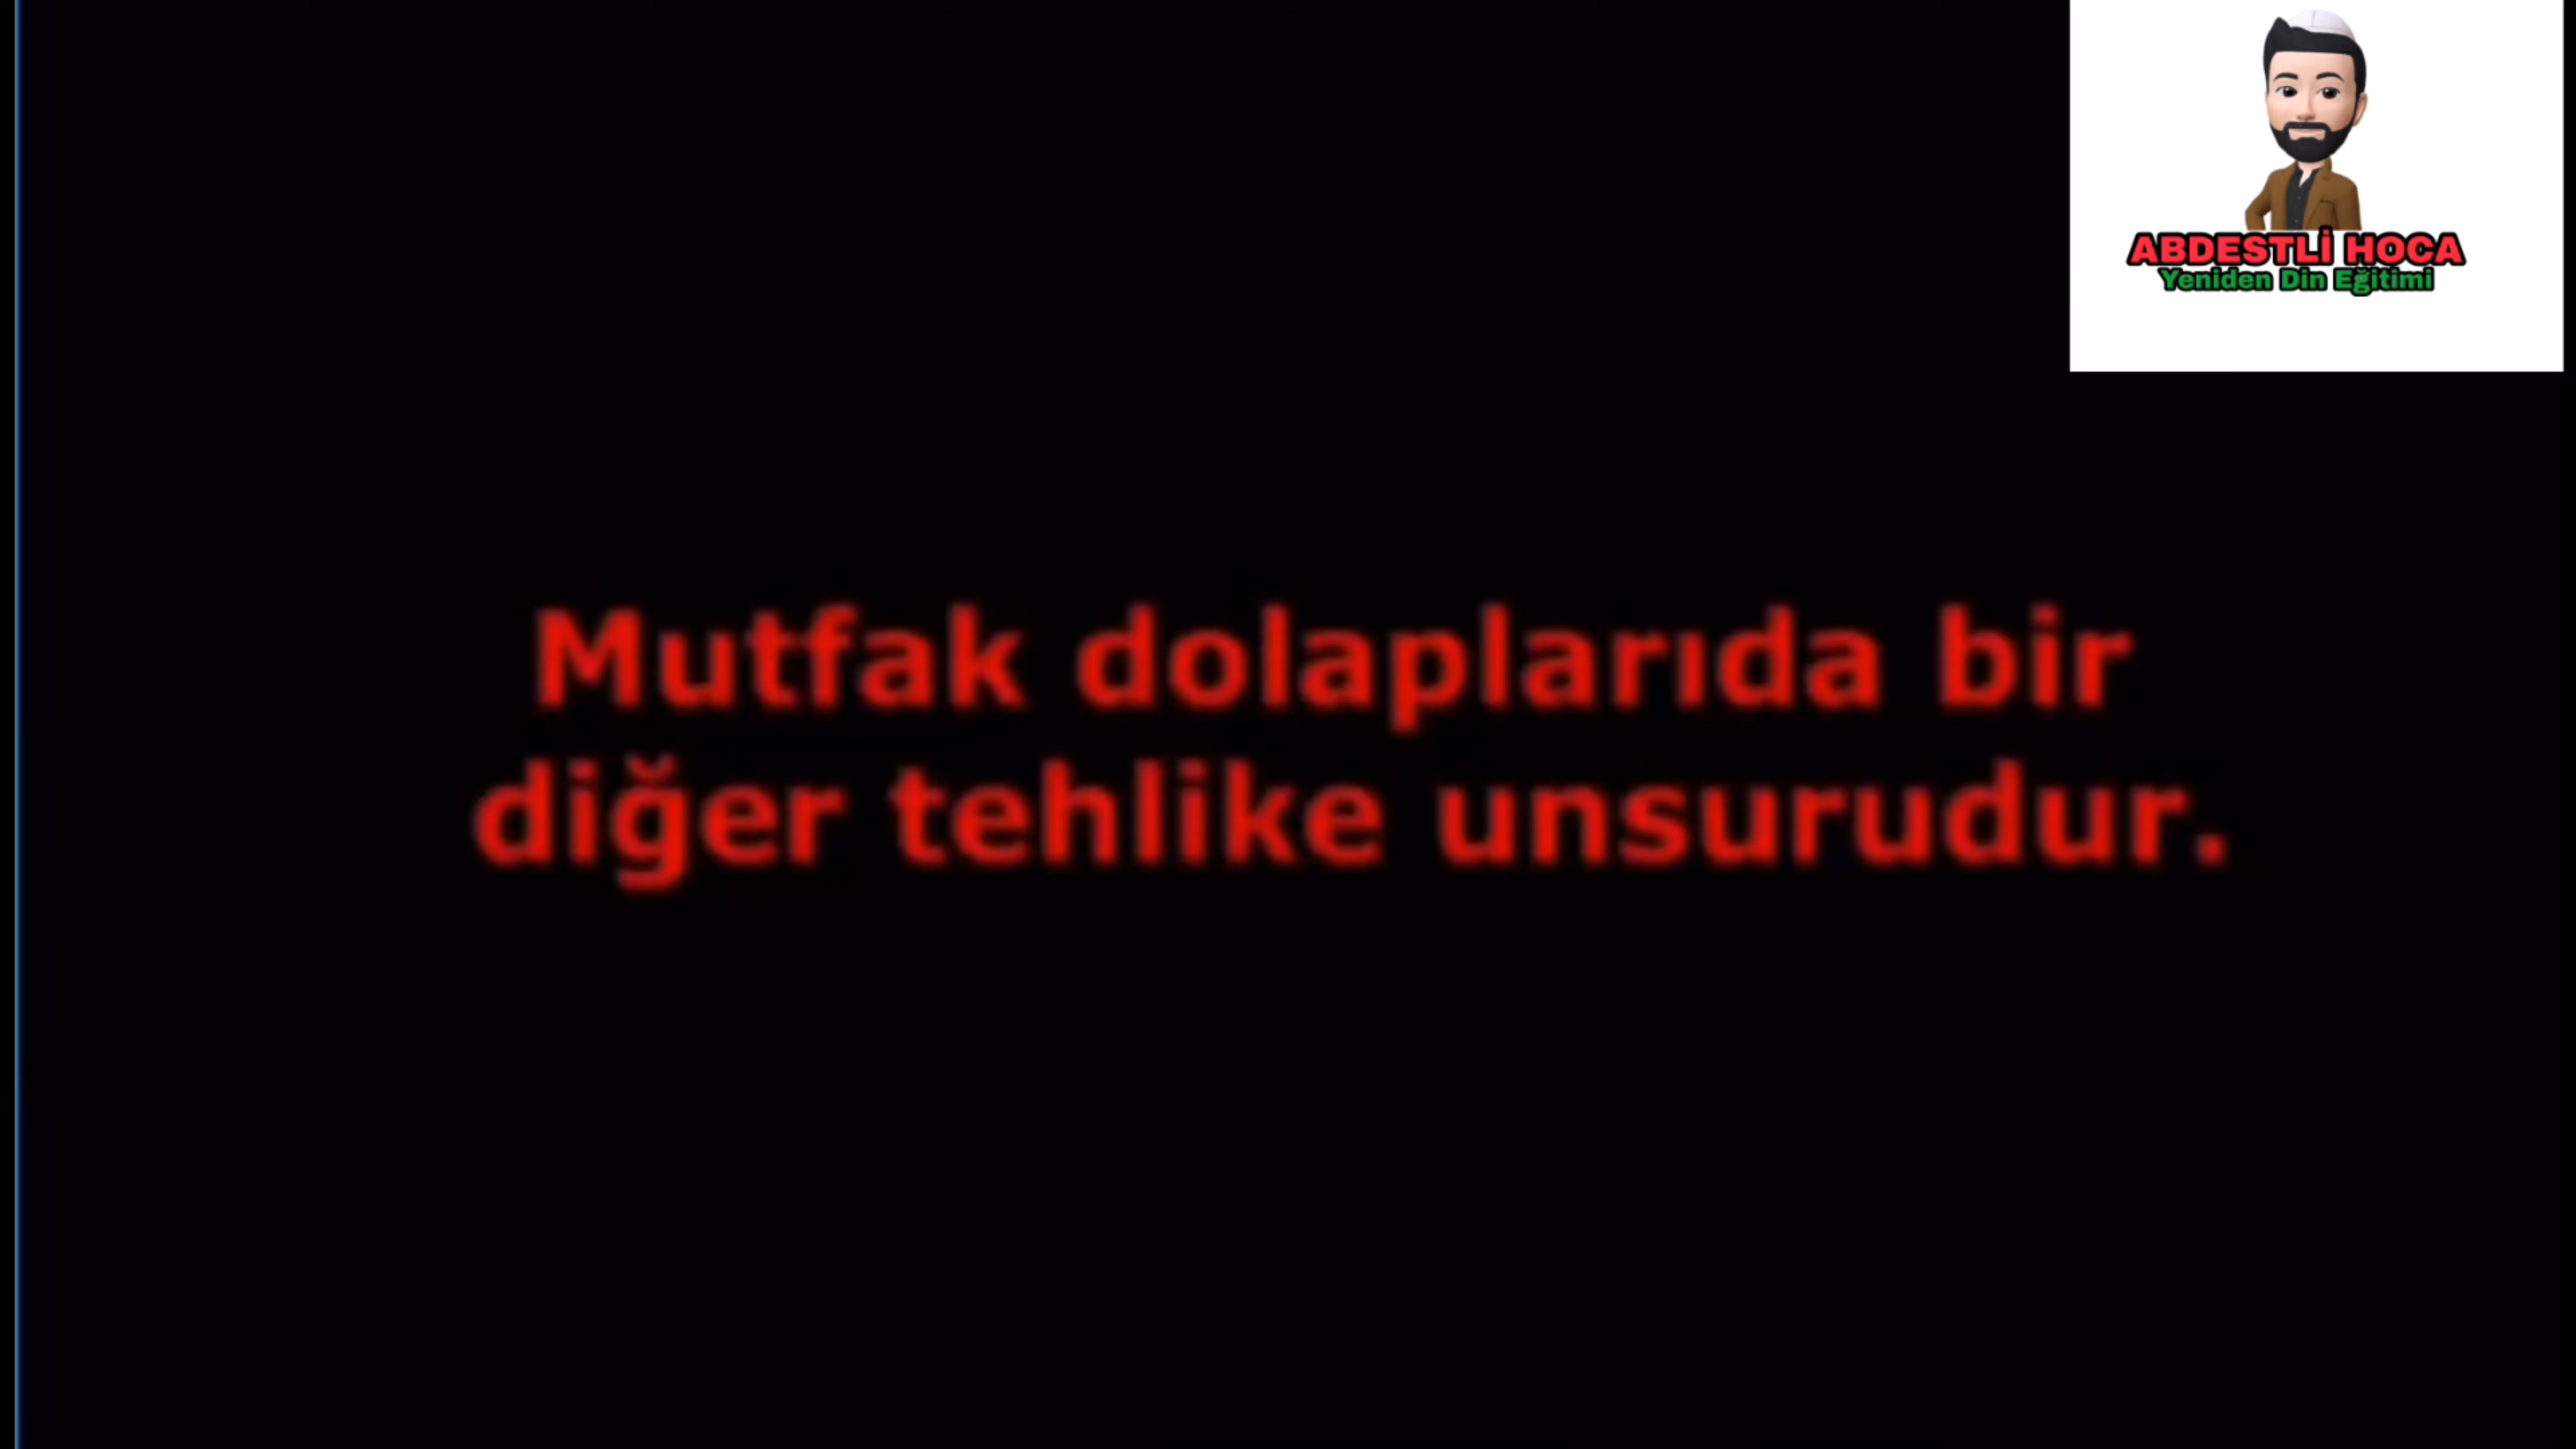 ABDESTLİ HOCA
Yeniden Din Eğitimi
Mutfak dolaplarıda bir
diğer tehlike unsurudur.